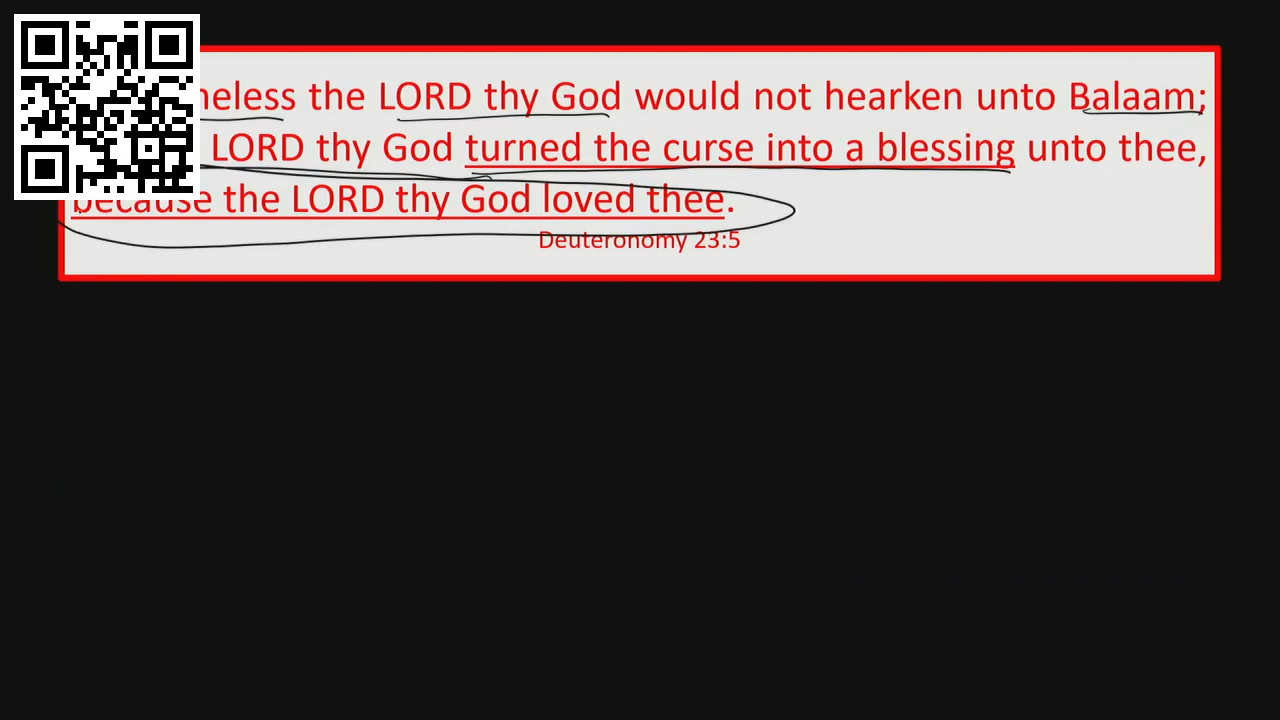 the LORD thy God would not hearken unto Balaam;
LORD thy God turned the curse into a blessing unto thee,
because the LORD thy God loved thee.
Deuteronomy 23:5